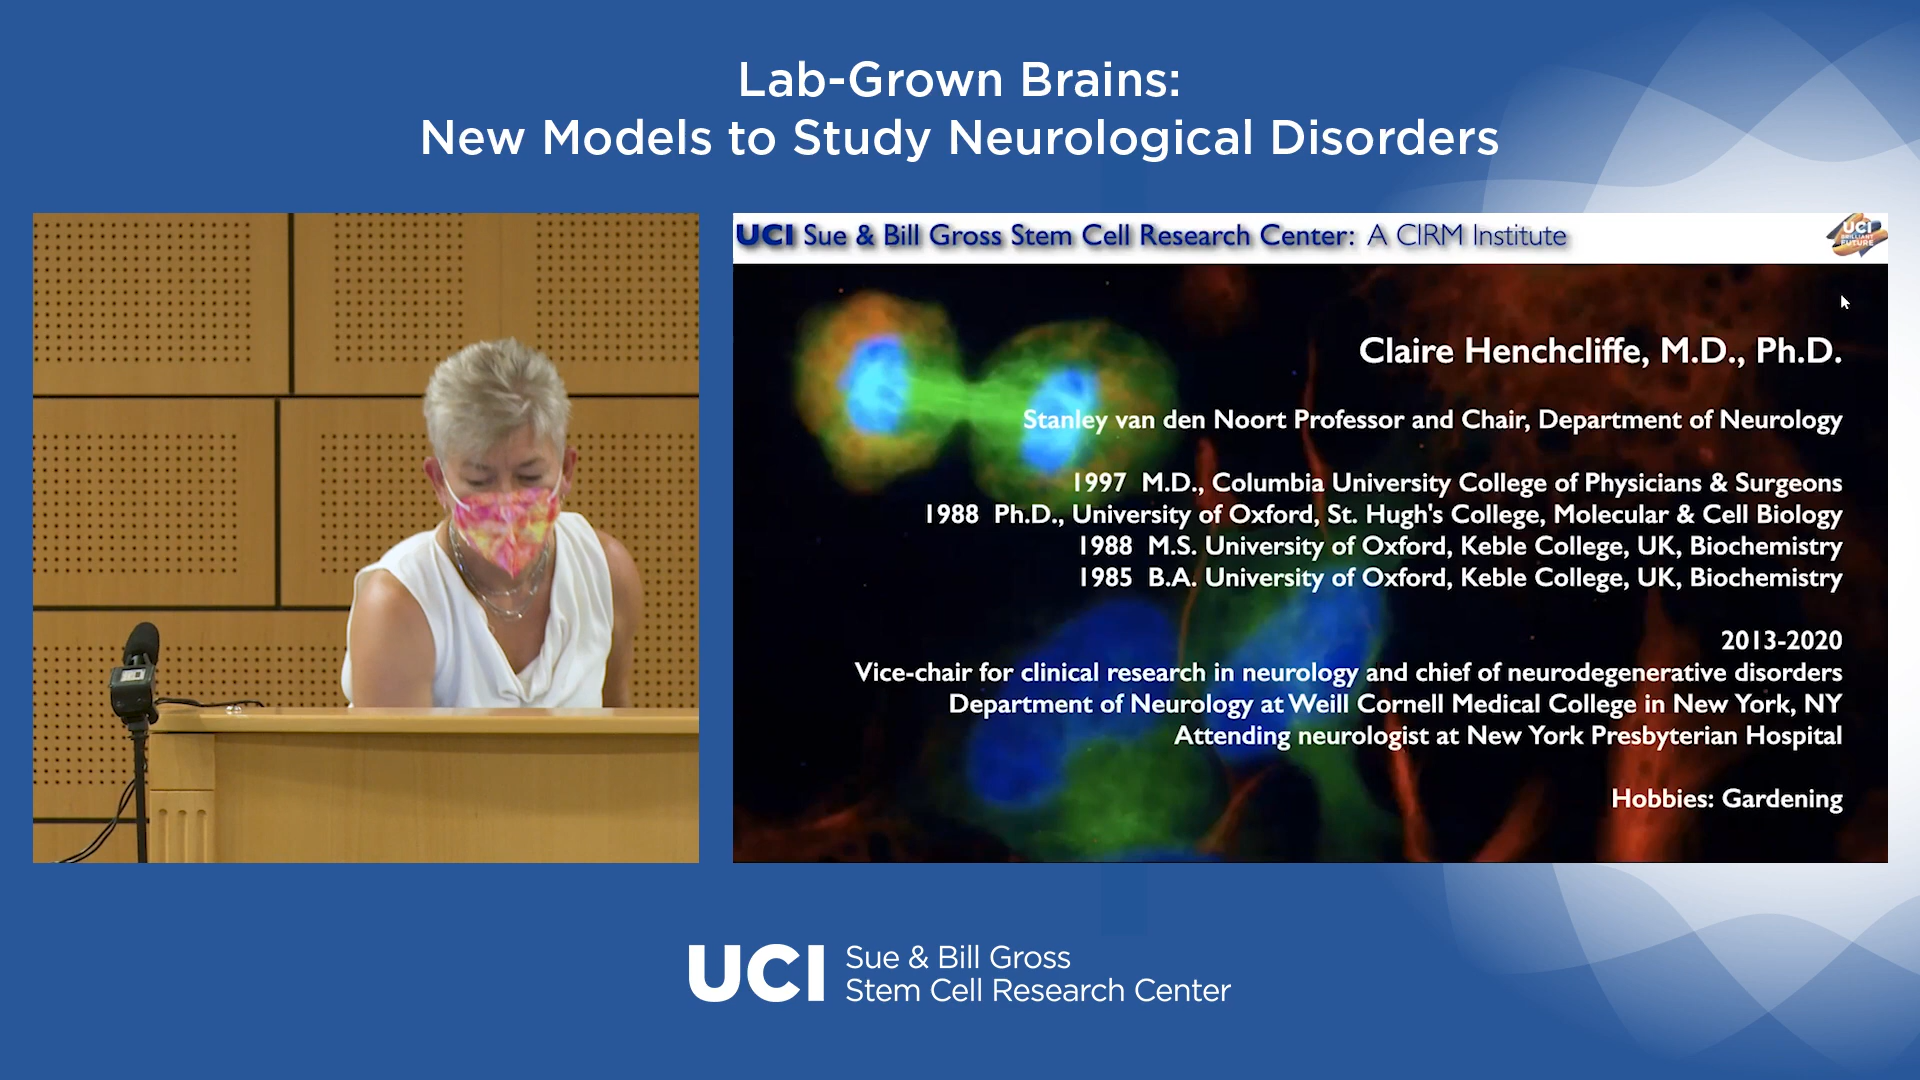 Lab-Grown Brains:
New Models to Study Neurological Disorders
UCI Sue & Bill Gross Stem Cell Research Center: A CIRM Institute
UCI
BRILLIANT
FUTURE
Claire Henchcliffe, M.D., Ph.D.
Stanley van den Noort Professor and Chair, Department of Neurology
1997 M.D., Columbia University College of Physicians & Surgeons
1988 Ph.D., University of Oxford, St. Hugh's College, Molecular & Cell Biology
1988 M.S. University of Oxford, Keble College, UK, Biochemistry
1985 B.A. University of Oxford, Keble College, UK, Biochemistry
2013-2020
Vice-chair for clinical research in neurology and chief of neurodegenerative disorders
Department of Neurology at Weill Cornell Medical College in New York, NY
Attending neurologist at New York Presbyterian Hospital
Hobbies: Gardening
UCI Sue & Bill Gross
Stem Cell Research Center